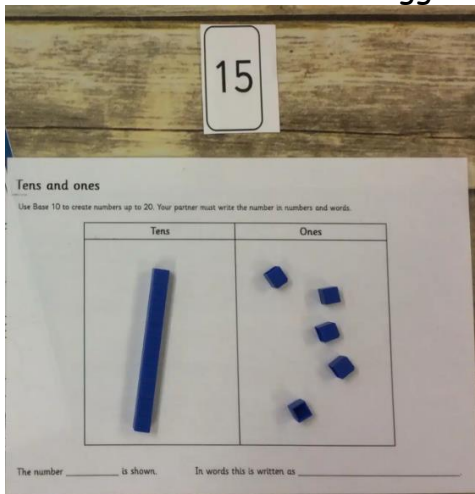 15
Tens and ones
Use Base 10 to create numbers up to 20. Your partner must write the number in numbers and words.
Tens Ones
The number __________ is shown. In words this is written as ______________________________.